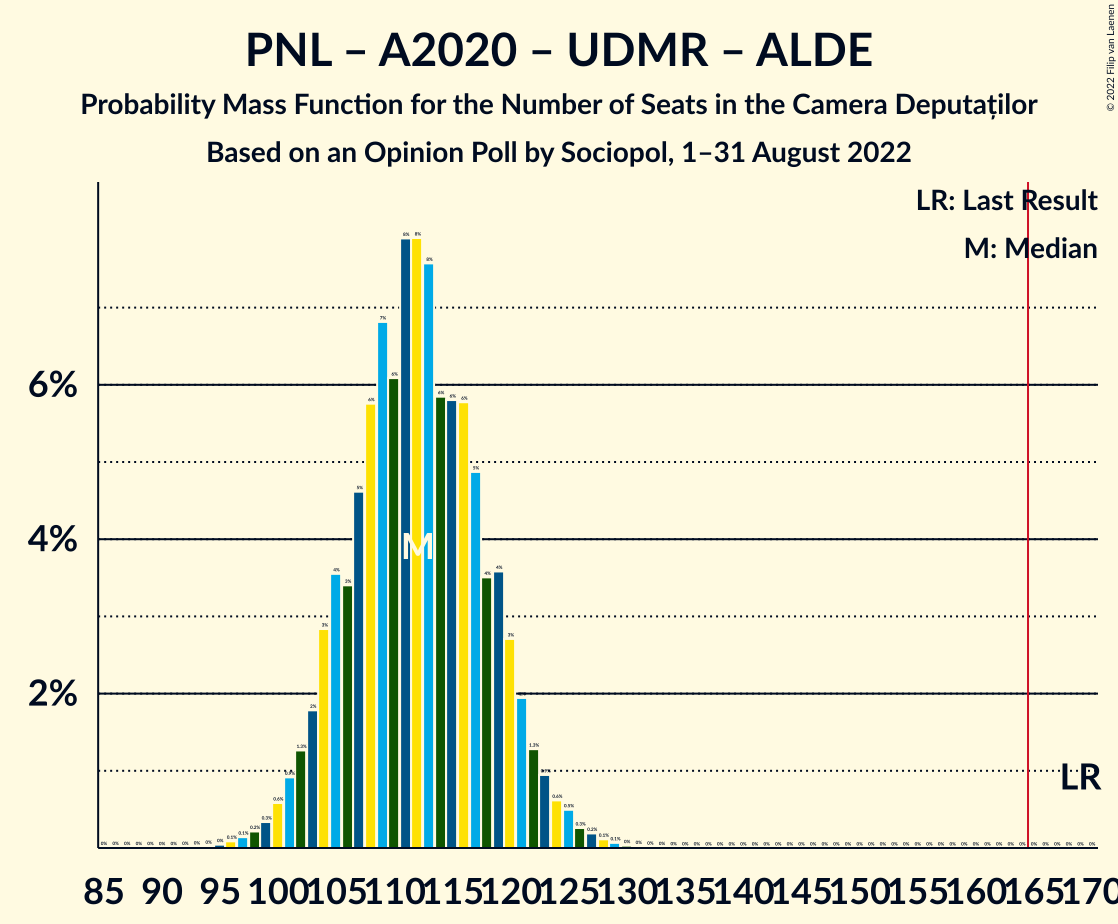 PNL – A2020 – UDMR – ALDE
Probability Mass Function for the Number of Seats in the Camera Deputaților
Based on an Opinion Poll by Sociopol, 1–31 August 2022
© 2022 Filip van Laenen
LR: Last Result
M: Median
6%
4%
2%
M
LR
85 90 95 100 105 110 115 120 125 130 135 140 145 150 155 160 165 170